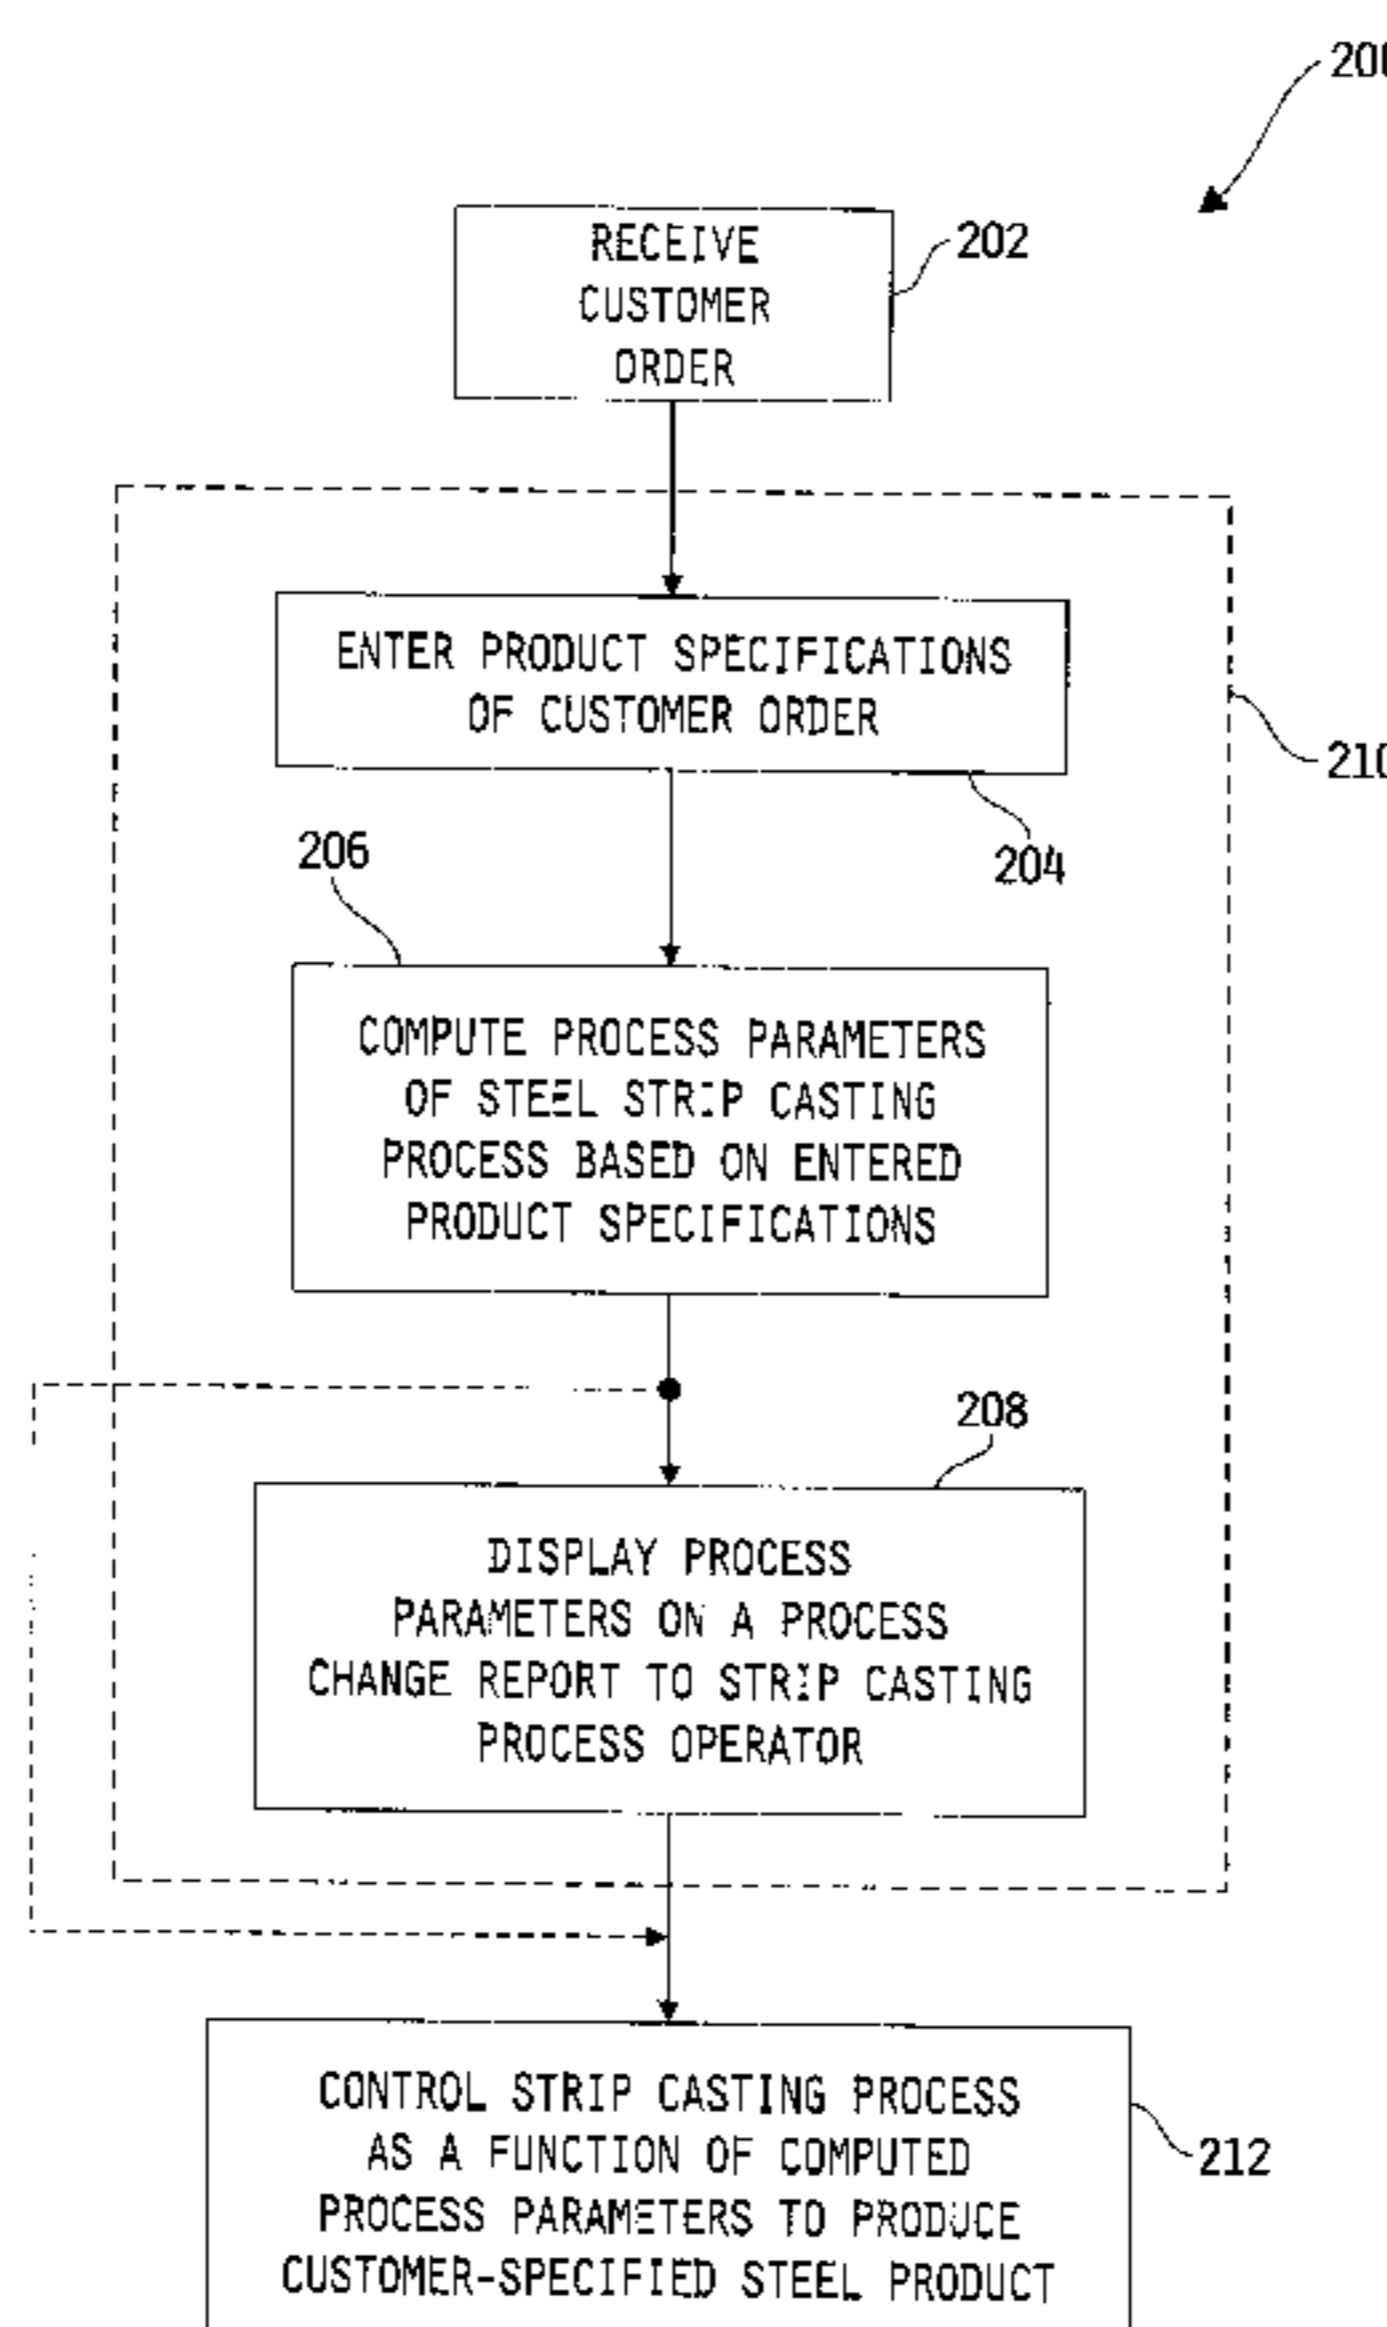 200
RECEIVE
CUSTOMER
ORDER
202
ENTER PRODUCT SPECIFICATIONS
OF CUSTOMER ORDER
210
204
206
COMPUTE PROCESS PARAMETERS
OF STEEL STRIP CASTING
PROCESS BASED ON ENTERED
PRODUCT SPECIFICATIONS
208
DISPLAY PROCESS
PARAMETERS ON A PROCESS
CHANGE REPORT TO STRIP CASTING
PROCESS OPERATOR
CONTROL STRIP CASTING PROCESS
AS A FUNCTION OF COMPUTED
PROCESS PARAMETERS TO PRODUCE
CUSTOMER-SPECIFIED STEEL PRODUCT
212